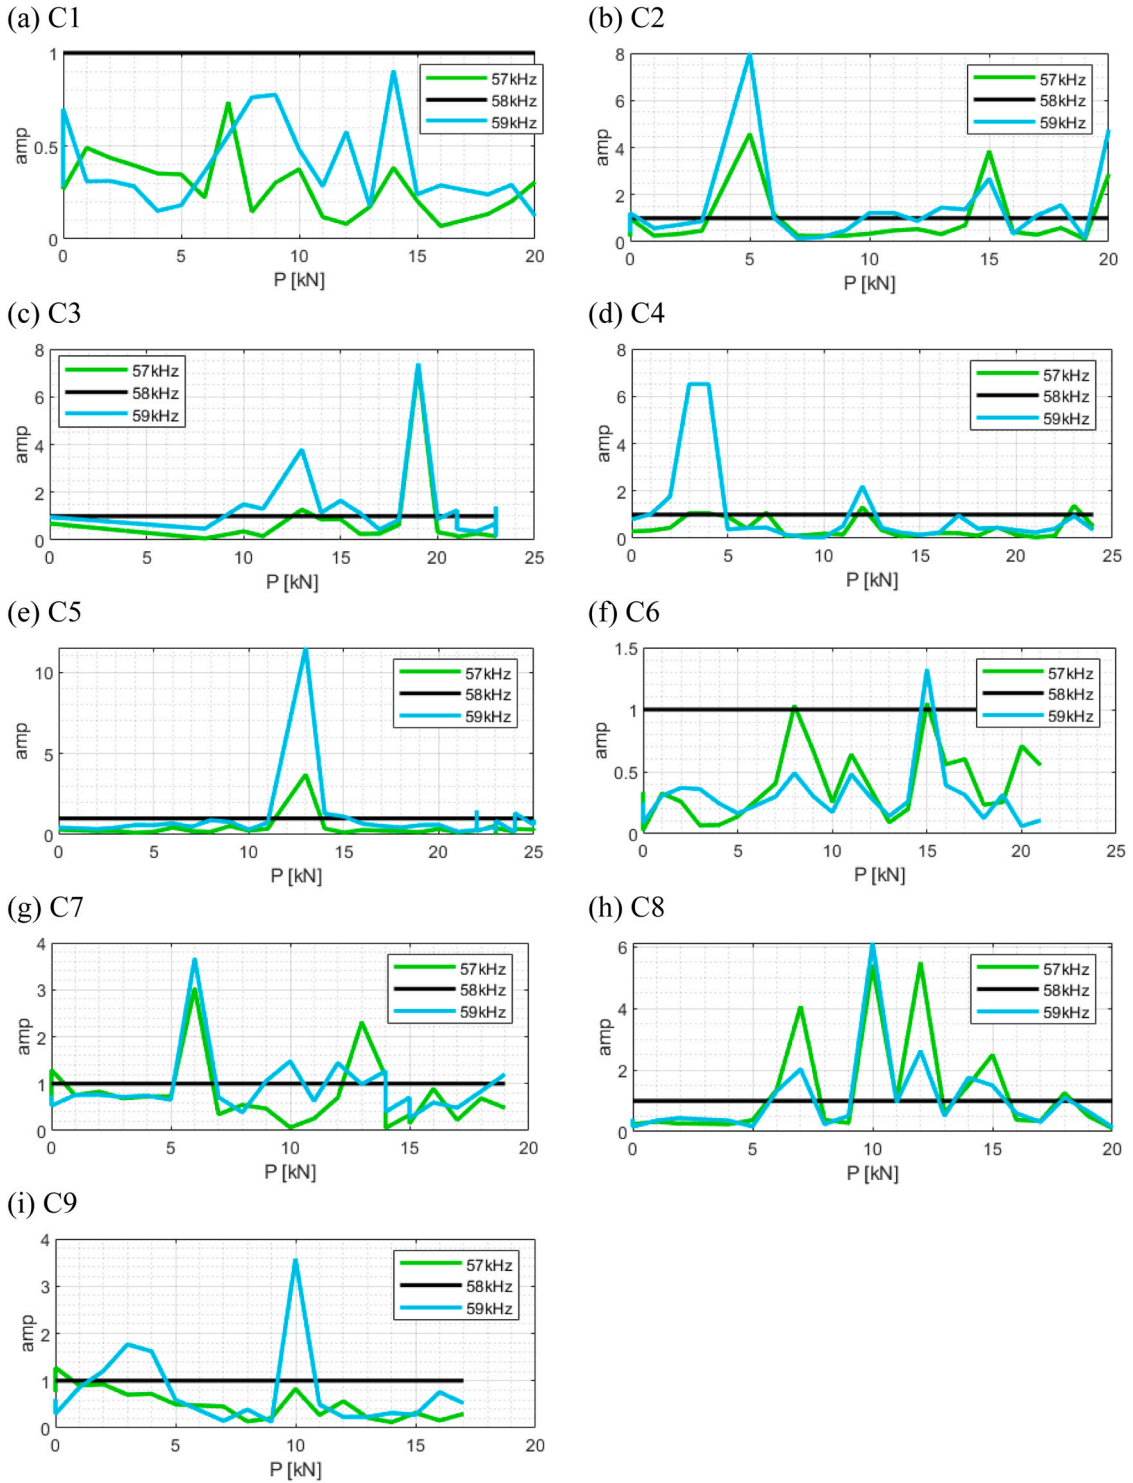 (a) C1
1
0.5
0
amp
0 5 10 15 20
P [kN]
57kHz
58kHz
59kHz
(b) C2
8
6
4
2
0
amp
0 5 10 15 20
P [kN]
57kHz
58kHz
59kHz
(c) C3
8
6
4
2
0
amp
0 5 10 15 20 25
P [kN]
57kHz
58kHz
59kHz
(d) C4
8
6
4
2
0
amp
0 5 10 15 20 25
P [kN]
57kHz
58kHz
59kHz
(e) C5
10
5
0
amp
0 5 10 15 20 25
P [kN]
57kHz
58kHz
59kHz
(f) C6
1.5
1
0.5
0
amp
0 5 10 15 20 25
P [kN]
57kHz
58kHz
59kHz
(g) C7
4
3
2
1
0
amp
0 5 10 15 20
P [kN]
57kHz
58kHz
59kHz
(h) C8
6
4
2
0
amp
0 5 10 15 20
P [kN]
57kHz
58kHz
59kHz
(i) C9
4
3
2
1
0
amp
0 5 10 15 20
P [kN]
57kHz
58kHz
59kHz